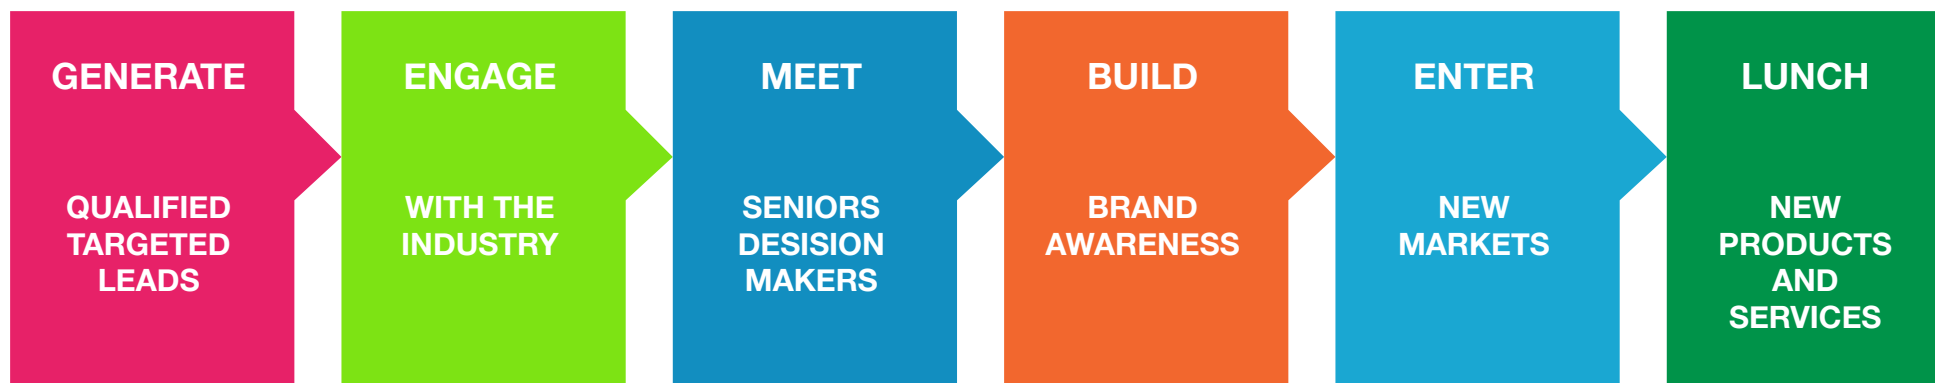 GENERATE
QUALIFIED
TARGETED
LEADS
ENGAGE
WITH THE
INDUSTRY
MEET
SENIORS
DESISION
MAKERS
BUILD
BRAND
AWARENESS
ENTER
NEW
MARKETS
LUNCH
NEW
PRODUCTS
AND
SERVICES